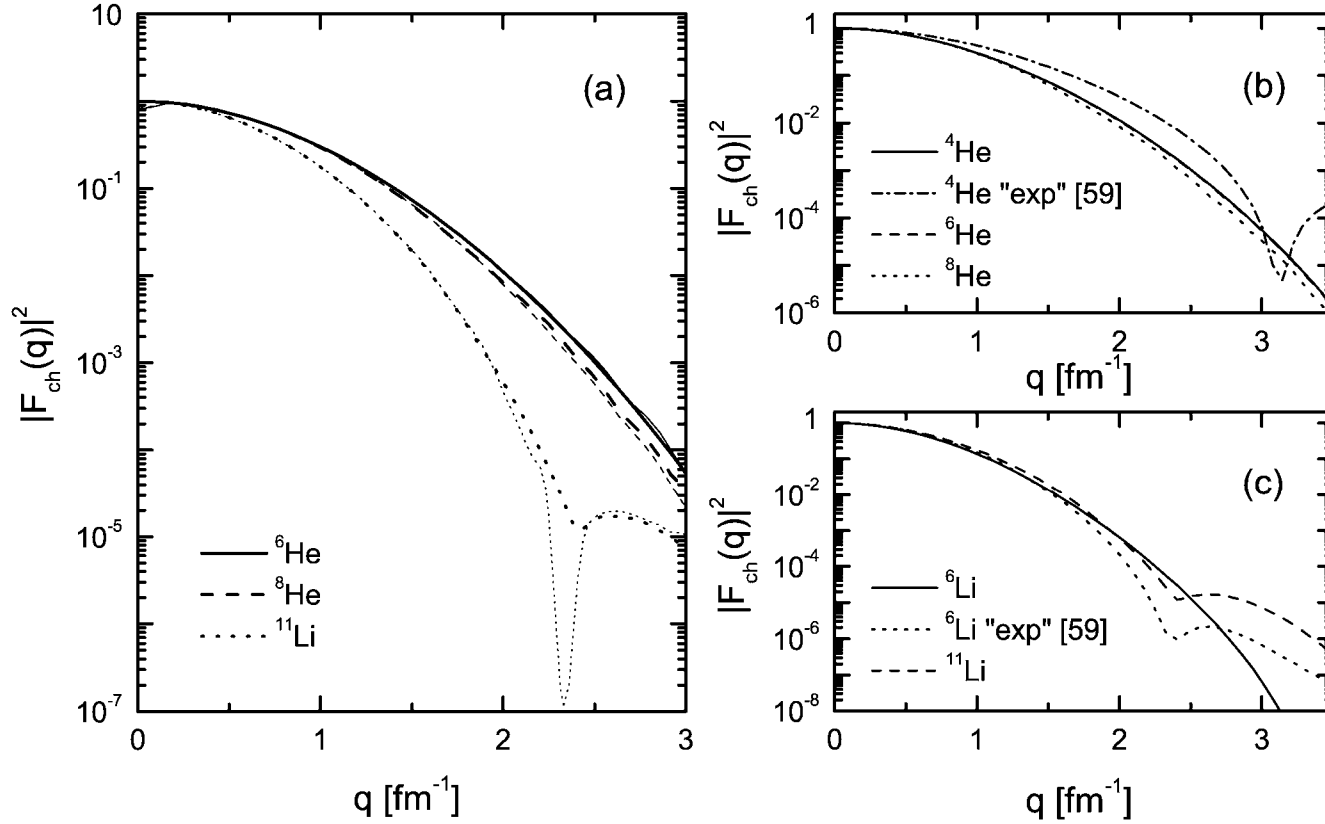 10
1
10⁻¹
10⁻³
10⁻⁵
10⁻⁷
|F_ch(q)|²
(a)
⁶He
⁸He
¹¹Li
0 1 2 3
q [fm⁻¹]
1
10⁻²
10⁻⁴
10⁻⁶
|F_ch(q)|²
(b)
⁴He
⁴He "exp" [59]
⁶He
⁸He
0 1 2 3
q [fm⁻¹]
1
10⁻²
10⁻⁴
10⁻⁶
10⁻⁸
|F_ch(q)|²
(c)
⁶Li
⁶Li "exp" [59]
¹¹Li
0 1 2 3
q [fm⁻¹]